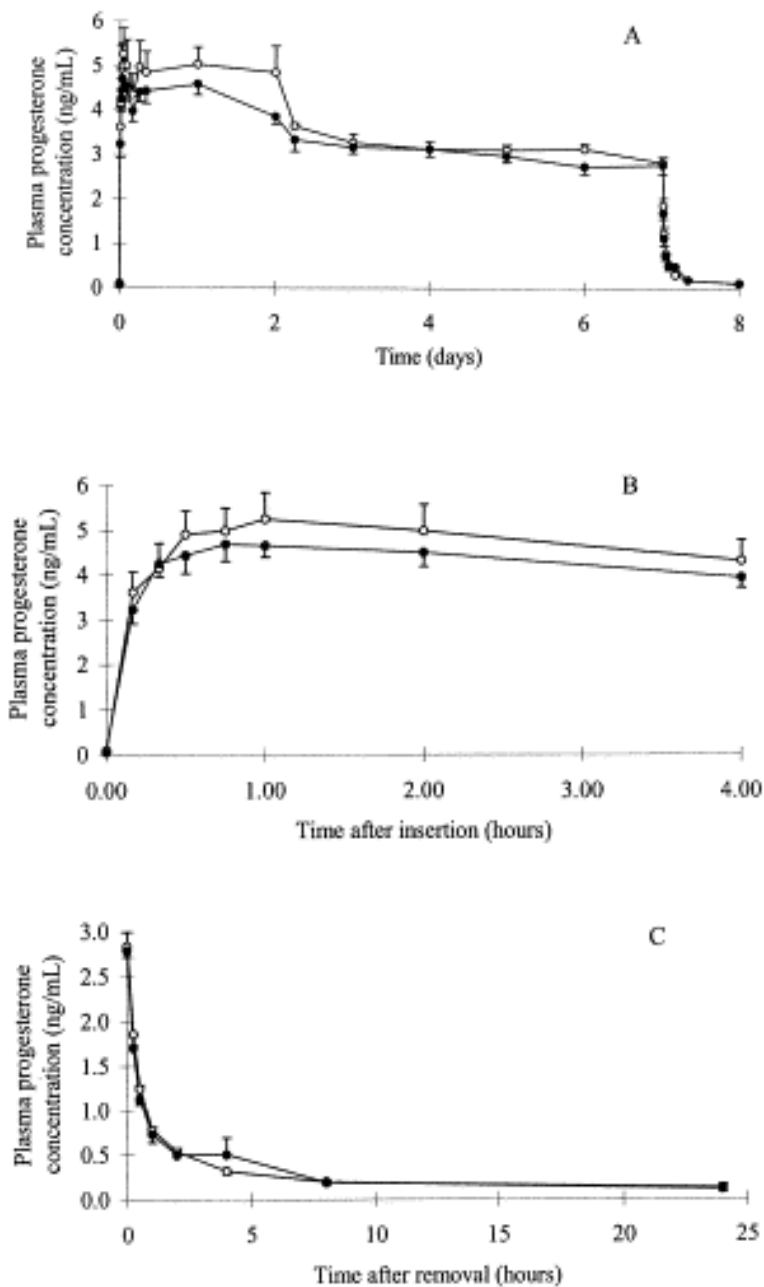 A
6
5
4
3
2
1
0
Plasma progesterone
concentration (ng/mL)
0 2 4 6 8
Time (days)
B
6
5
4
3
2
1
0
Plasma progesterone
concentration (ng/mL)
0.00 1.00 2.00 3.00 4.00
Time after insertion (hours)
C
3.0
2.5
2.0
1.5
1.0
0.5
0.0
Plasma progesterone
concentration (ng/mL)
0 5 10 15 20 25
Time after removal (hours)